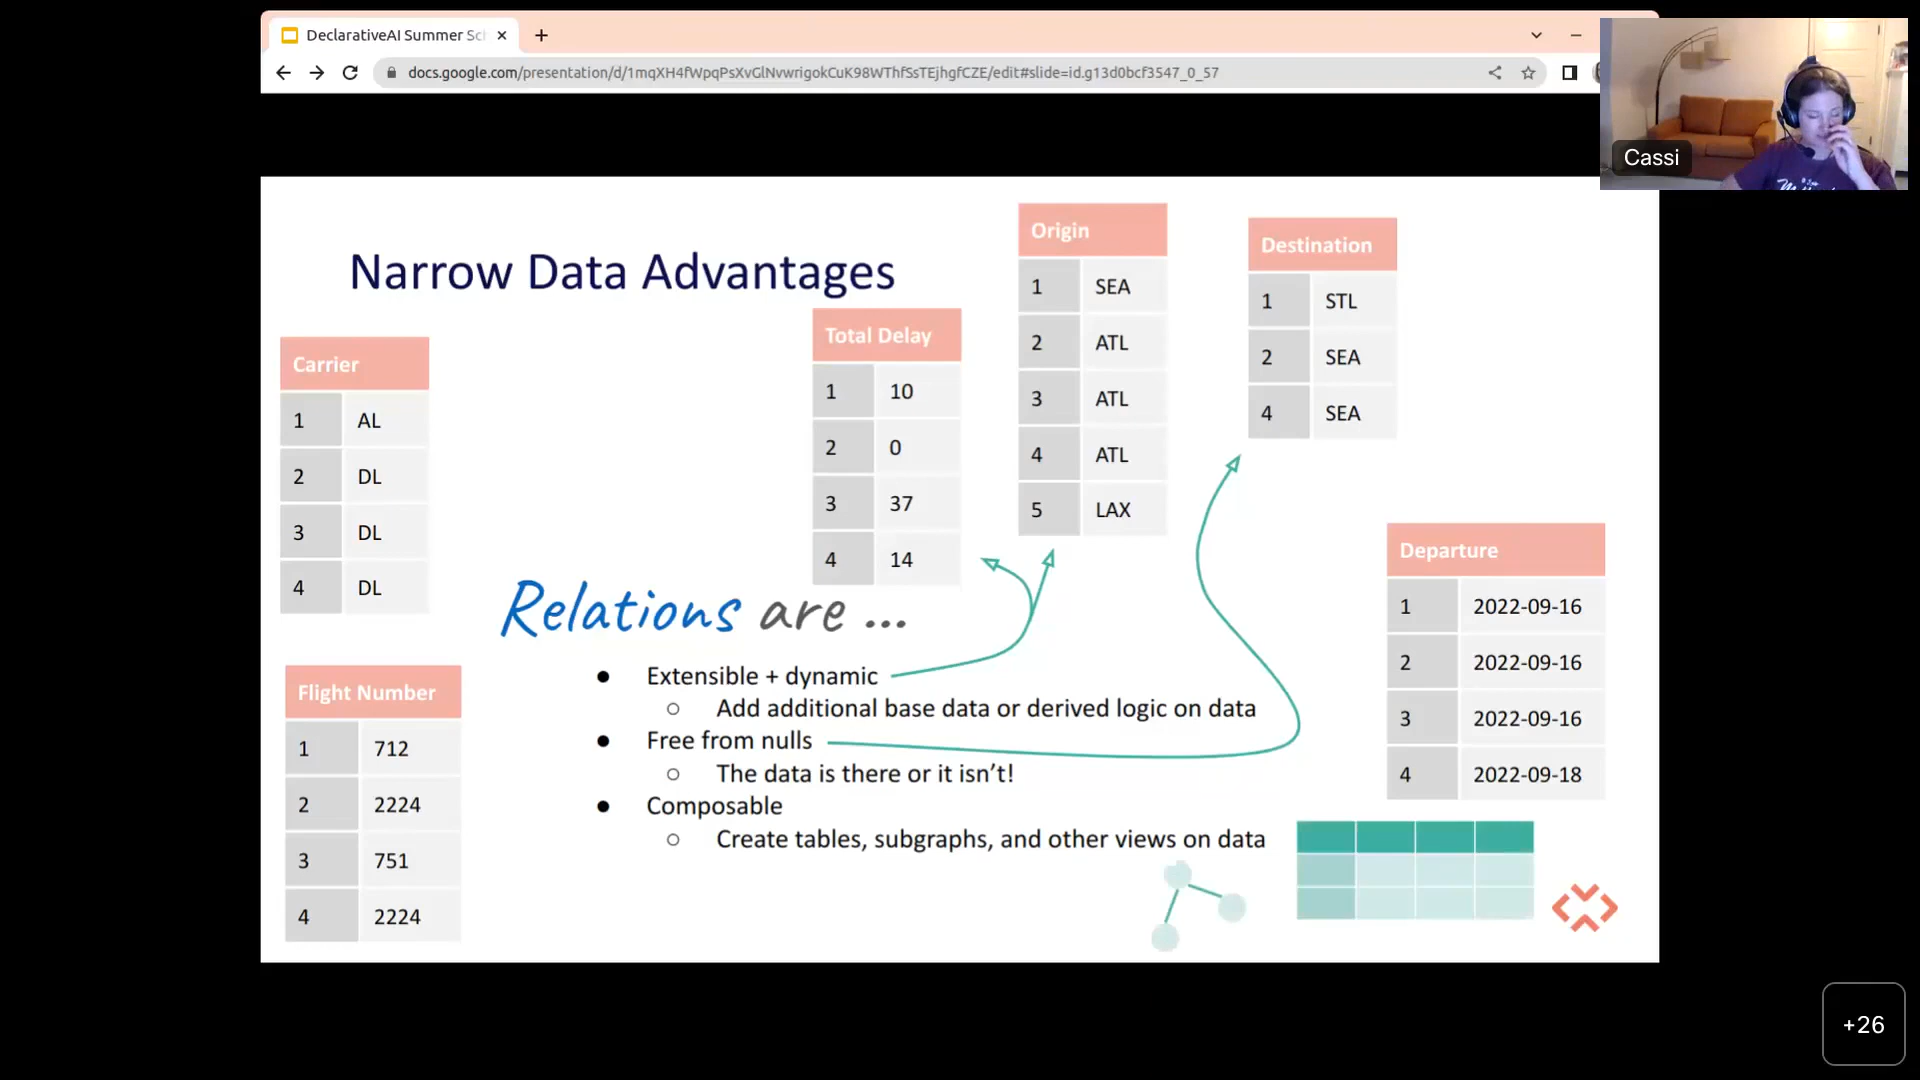 DeclarativeAI Summer Sc
docs.google.com/presentation/d/1mqXH4fWpqPsXvGlNvwrigokCuK98WThfSsTEjhgfCZE/edit#slide=id.g13d0bcf3547_0_57
Cassi
Narrow Data Advantages
Carrier
1 AL
2 DL
3 DL
4 DL
Flight Number
1 712
2 2224
3 751
4 2224
Total Delay
1 10
2 0
3 37
4 14
Origin
1 SEA
2 ATL
3 ATL
4 ATL
5 LAX
Destination
1 STL
2 SEA
4 SEA
Departure
1 2022-09-16
2 2022-09-16
3 2022-09-16
4 2022-09-18
Relations are ...
● Extensible + dynamic
○ Add additional base data or derived logic on data
● Free from nulls
○ The data is there or it isn’t!
● Composable
○ Create tables, subgraphs, and other views on data
+26